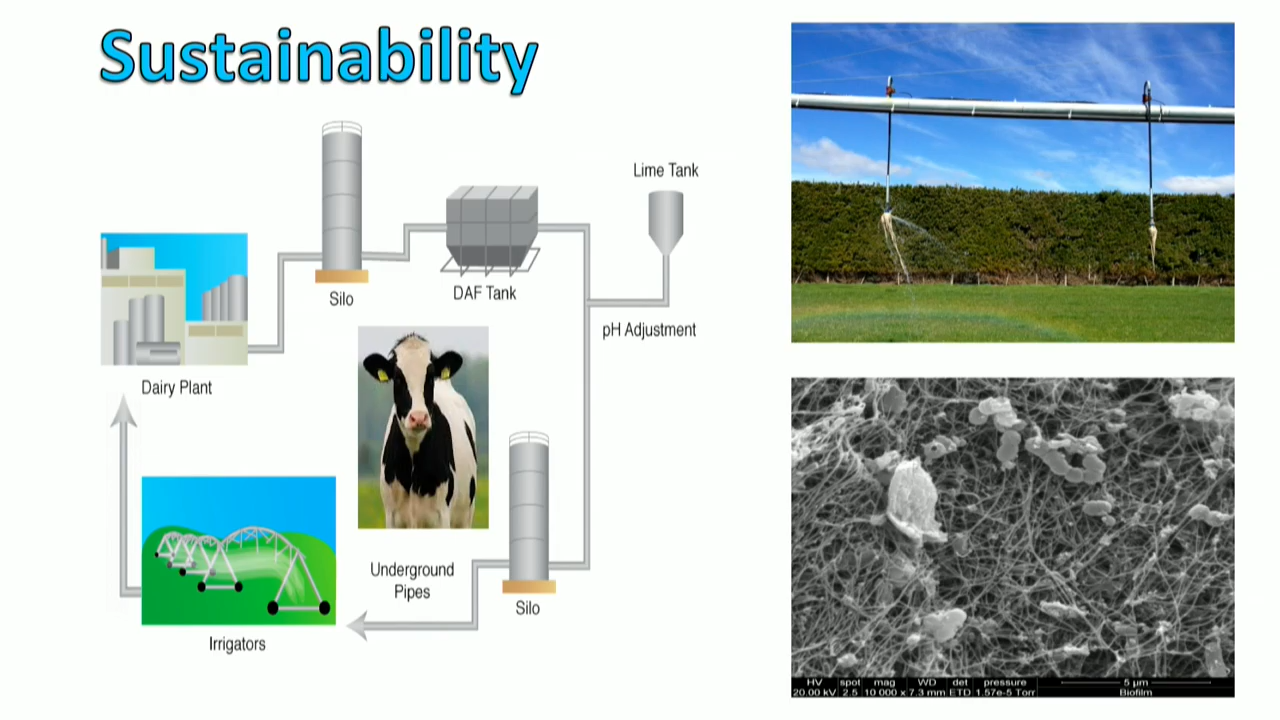 Sustainability
Lime Tank
Silo
DAF Tank
pH Adjustment
Dairy Plant
Underground
Pipes
Silo
Irrigators
HV spot mag WD det pressure 5 µm
20.00 kV 2.5 10 000 x 7.3 mm ETD 1.57e-5 Torr Biofilm